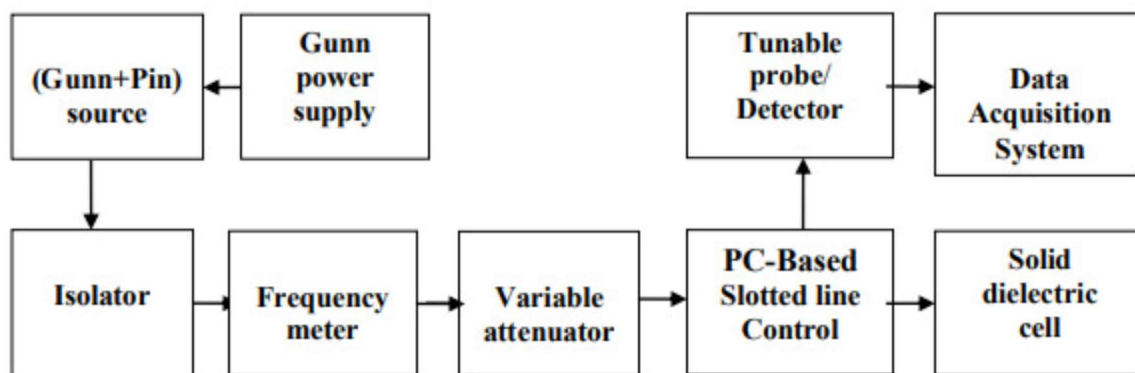 (Gunn+Pin)
source
Gunn
power
supply
Tunable
probe/
Detector
Data
Acquisition
System
Isolator
Frequency
meter
Variable
attenuator
PC-Based
Slotted line
Control
Solid
dielectric
cell